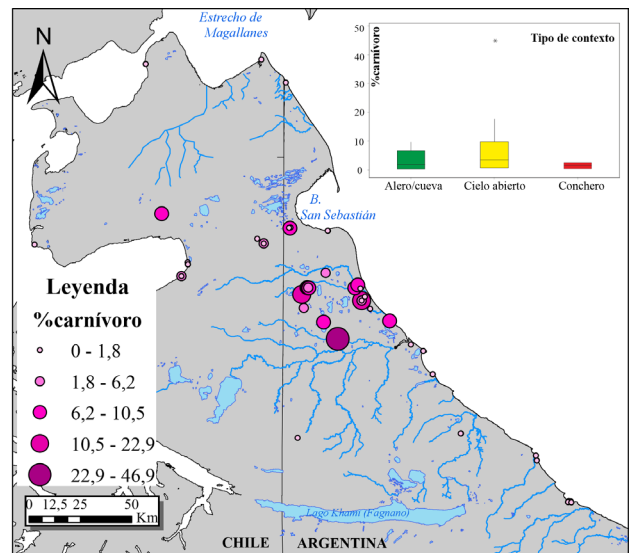 Estrecho de
Magallanes
N
B.
San Sebastián
%carnívoro
Tipo de contexto
50
40
30
20
10
0
Alero/cueva Cielo abierto Conchero
Leyenda
%carnívoro
0 - 1,8
1,8 - 6,2
6,2 - 10,5
10,5 - 22,9
22,9 - 46,9
0 12,5 25 50
Km
Lago Khami (Fagnano)
CHILE ARGENTINA